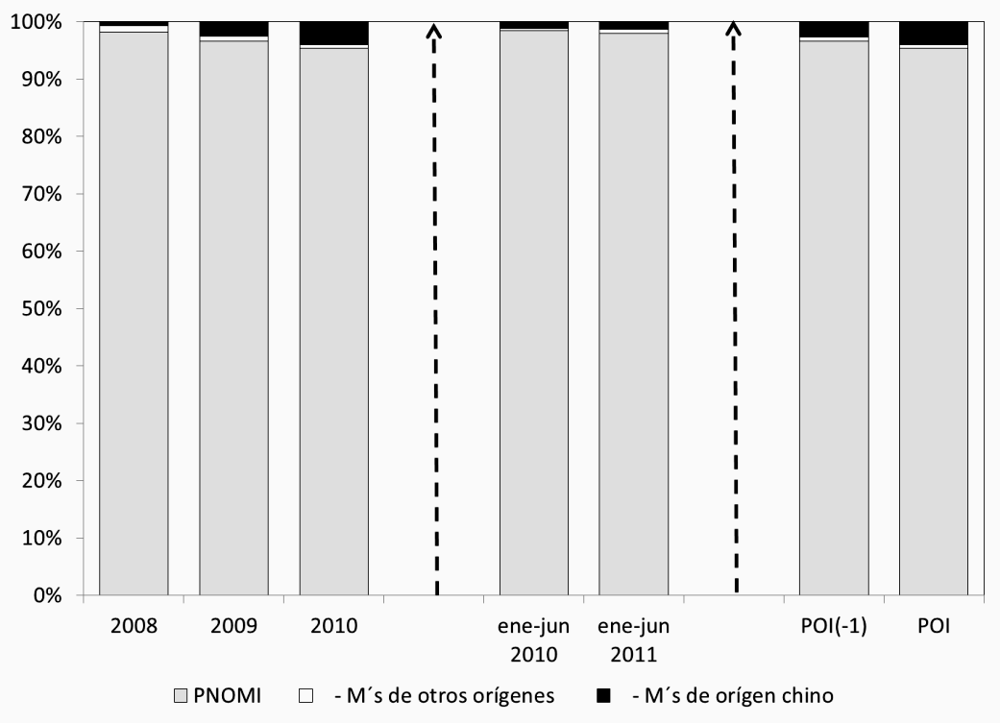 100%
90%
80%
70%
60%
50%
40%
30%
20%
10%
0%
2008
2009
2010
ene-jun
2010
ene-jun
2011
POI(-1)
POI
PNOMI
- M´s de otros orígenes
- M´s de orígen chino